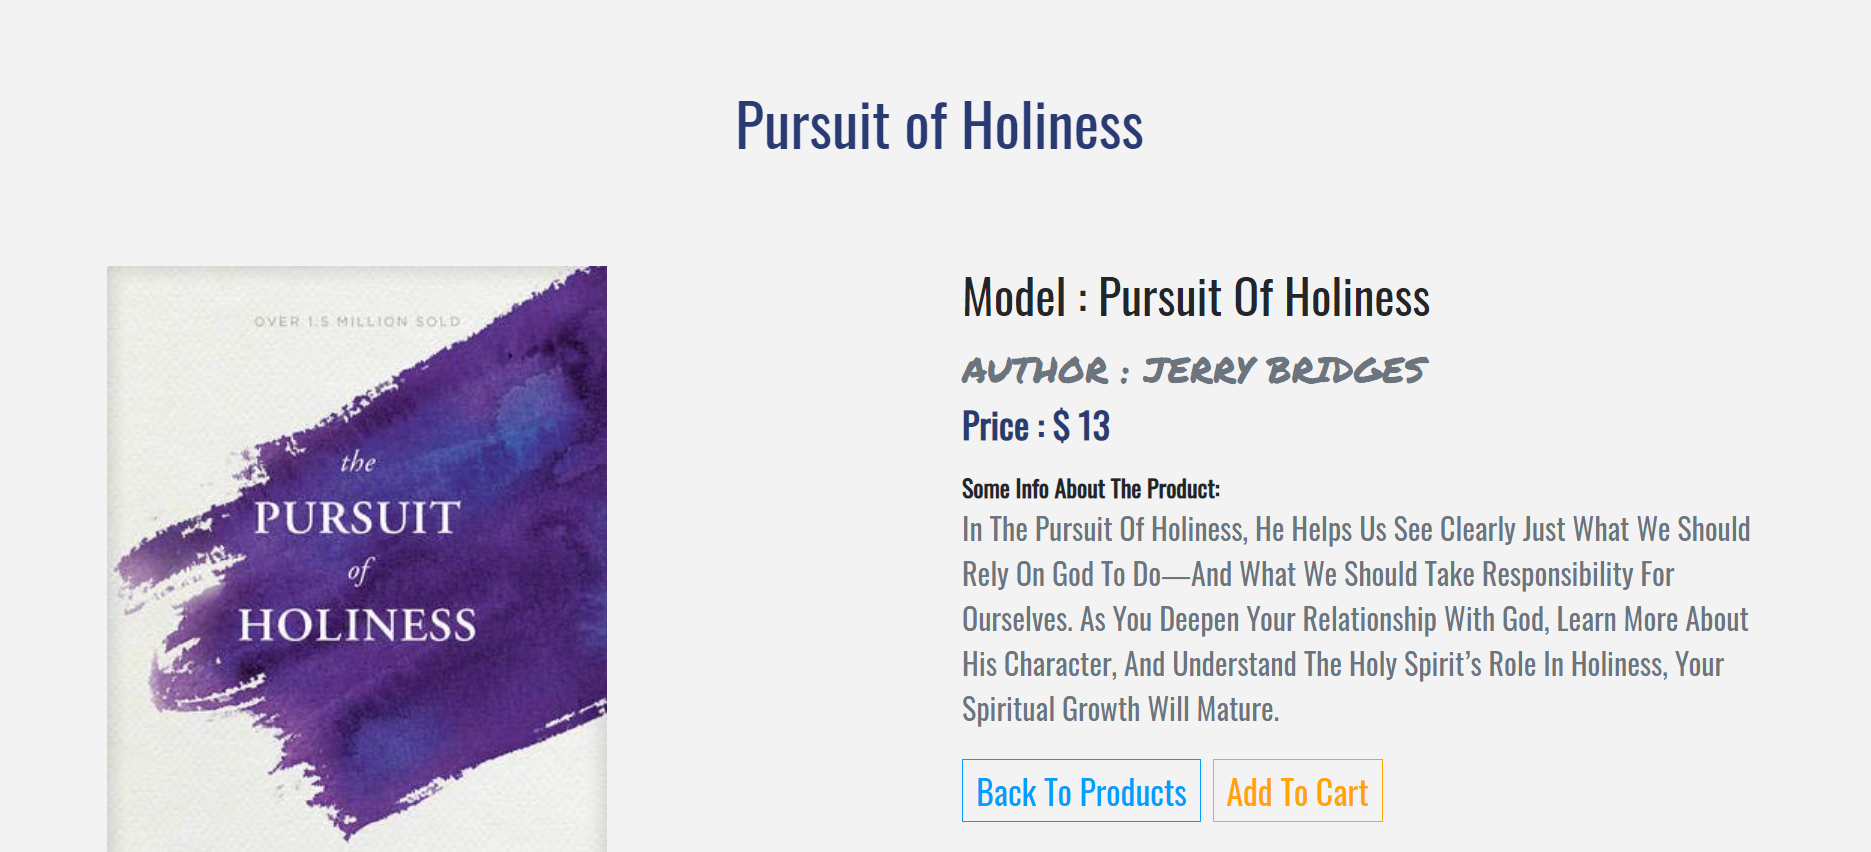 Pursuit of Holiness
OVER 1.5 MILLION SOLD
the
PURSUIT
of
HOLINESS
Model : Pursuit Of Holiness
AUTHOR : JERRY BRIDGES
Price : $ 13
Some Info About The Product:
In The Pursuit Of Holiness, He Helps Us See Clearly Just What We Should
Rely On God To Do—And What We Should Take Responsibility For
Ourselves. As You Deepen Your Relationship With God, Learn More About
His Character, And Understand The Holy Spirit’s Role In Holiness, Your
Spiritual Growth Will Mature.
Back To Products
Add To Cart